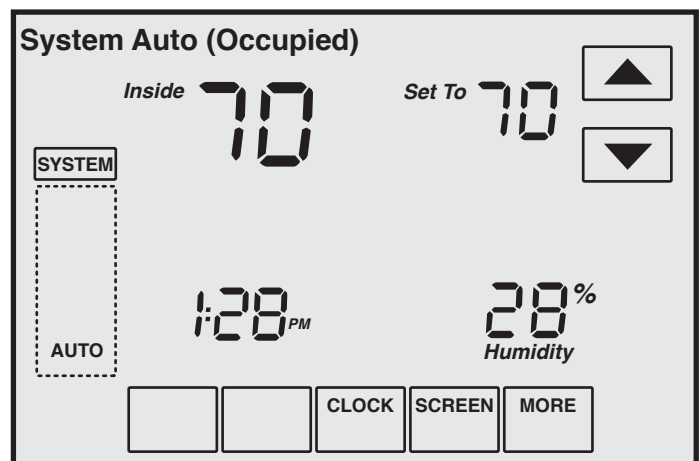 System Auto (Occupied)
Inside 70
Set To 70
SYSTEM
AUTO
1:28 PM
28%
Humidity
CLOCK
SCREEN
MORE